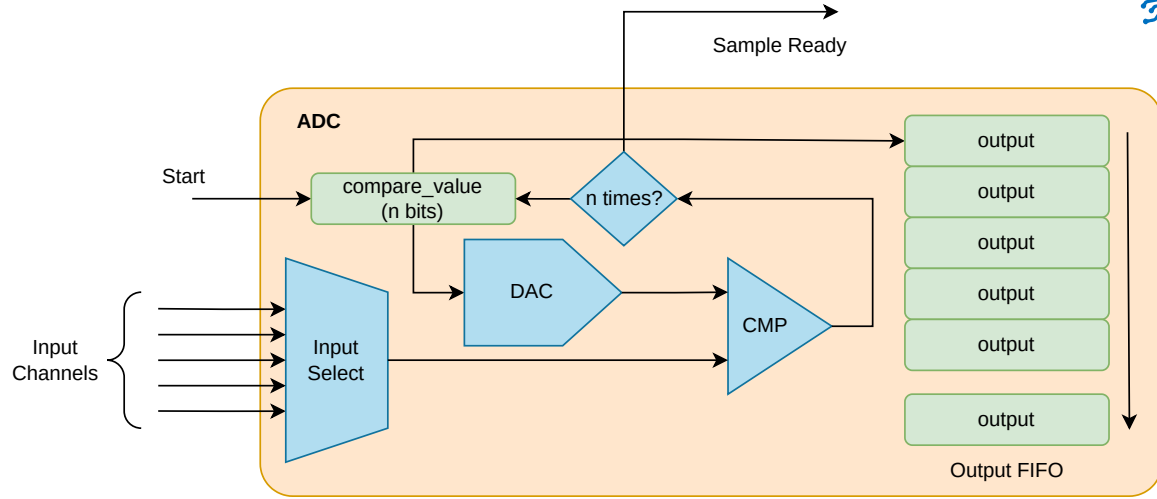 Sample Ready
ADC
output
Start
compare_value
(n bits)
n times?
output
output
DAC
output
CMP
Input
Channels
Input
Select
output
output
Output FIFO